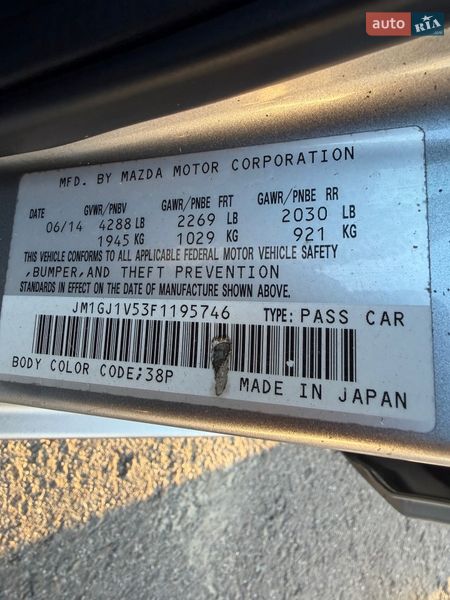 auto RIA
.com
MFD. BY MAZDA MOTOR CORPORATION
DATE GVWR/PNBV GAWR/PNBE FRT GAWR/PNBE RR
06/14 4288 LB 2269 LB 2030 LB
1945 KG 1029 KG 921 KG
THIS VEHICLE CONFORMS TO ALL APPLICABLE FEDERAL MOTOR VEHICLE SAFETY
,BUMPER,AND THEFT PREVENTION
STANDARDS IN EFFECT ON THE DATE OF MANUFACTURE SHOWN ABOVE.
JM1GJ1V53F1195746 TYPE: PASS CAR
BODY COLOR CODE;38P MADE IN JAPAN